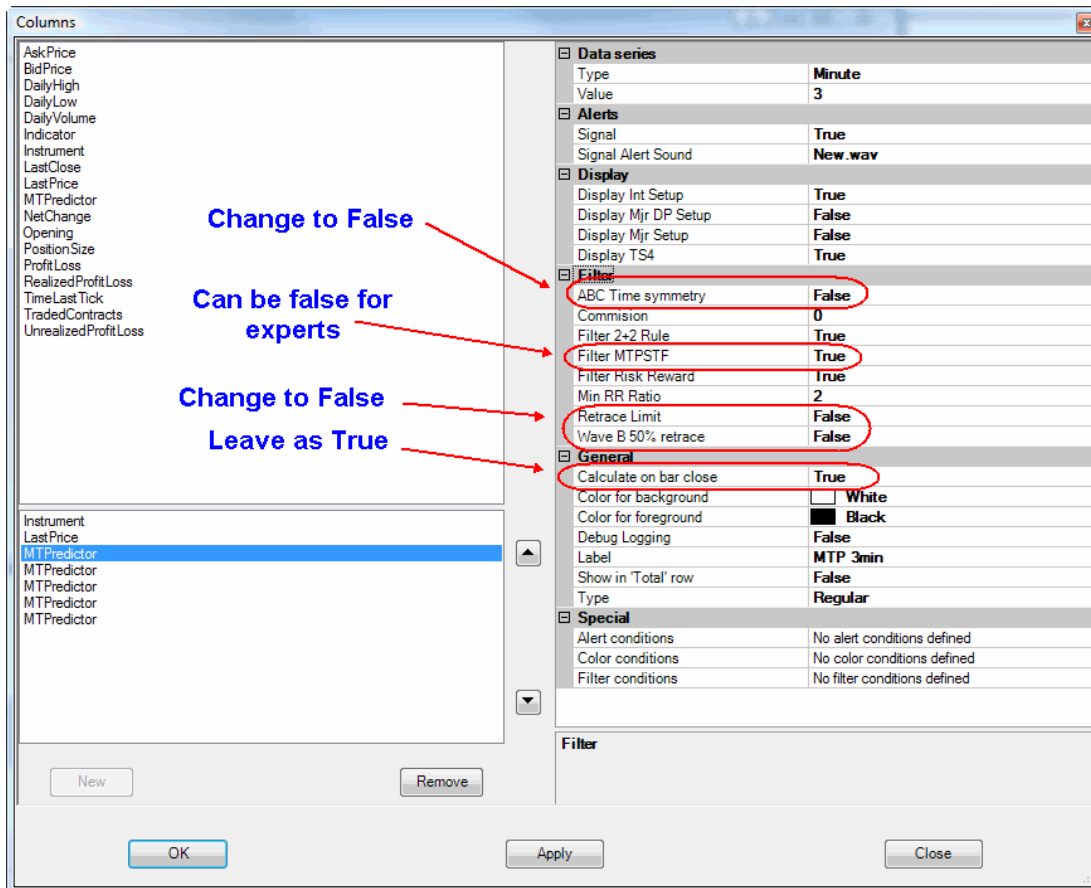 Columns
AskPrice
BidPrice
DailyHigh
DailyLow
DailyVolume
Indicator
Instrument
LastClose
LastPrice
MTPredictor
NetChange
Opening
PositionSize
ProfitLoss
RealizedProfitLoss
TimeLastTick
TradedContracts
UnrealizedProfitLoss
Change to False
Can be false for
experts
Change to False
Leave as True
Instrument
LastPrice
MTPredictor
MTPredictor
MTPredictor
MTPredictor
MTPredictor
New
Remove
Data series
Type Minute
Value 3
Alerts
Signal True
Signal Alert Sound New.wav
Display
Display Int Setup True
Display Mjr DP Setup False
Display Mjr Setup False
Display TS4 True
Filter
ABC Time symmetry False
Commision 0
Filter 2+2 Rule True
Filter MTPSTF True
Filter Risk Reward True
Min RR Ratio 2
Retrace Limit False
Wave B 50% retrace False
General
Calculate on bar close True
Color for background White
Color for foreground Black
Debug Logging False
Label MTP 3min
Show in 'Total' row False
Type Regular
Special
Alert conditions No alert conditions defined
Color conditions No color conditions defined
Filter conditions No filter conditions defined
Filter
OK
Apply
Close